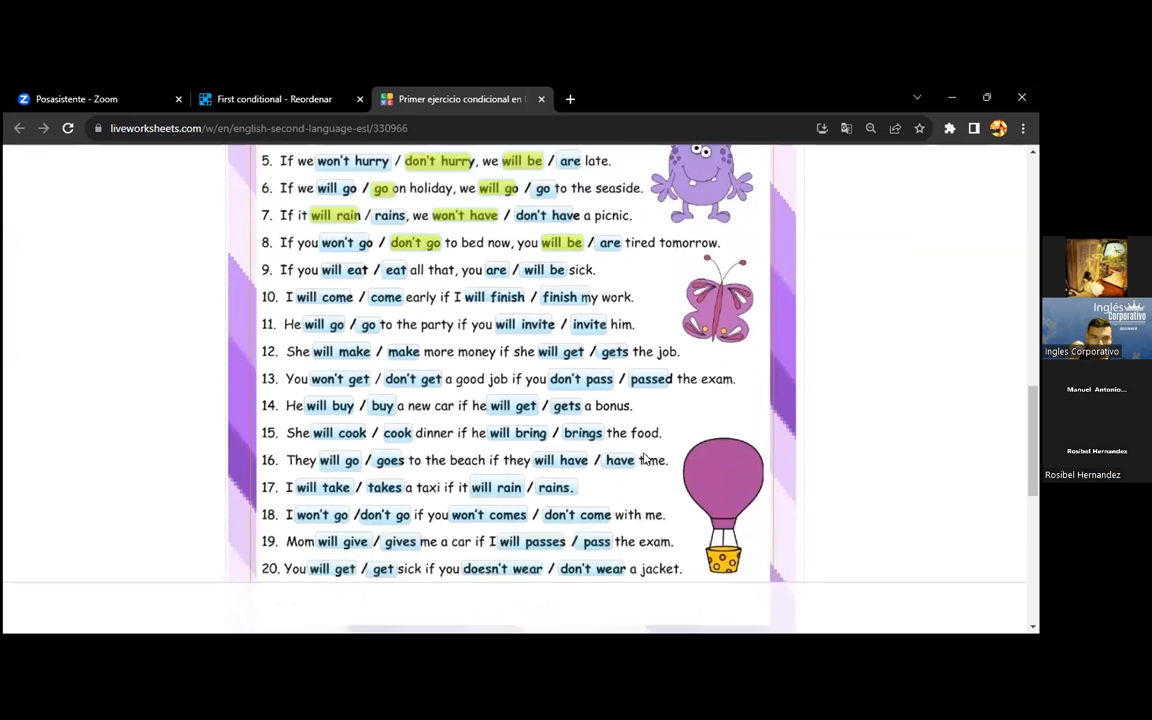 Posasistente - Zoom
First conditional - Reordenar
Primer ejercicio condicional en
liveworksheets.com/w/en/english-second-language-esl/330966
5. If we won't hurry / don't hurry, we will be / are late.
6. If we will go / go on holiday, we will go / go to the seaside.
7. If it will rain / rains, we won't have / don't have a picnic.
8. If you won't go / don't go to bed now, you will be / are tired tomorrow.
9. If you will eat / eat all that, you are / will be sick.
10. I will come / come early if I will finish / finish my work.
11. He will go / go to the party if you will invite / invite him.
12. She will make / make more money if she will get / gets the job.
13. You won't get / don't get a good job if you don't pass / passed the exam.
14. He will buy / buy a new car if he will get / gets a bonus.
15. She will cook / cook dinner if he will bring / brings the food.
16. They will go / goes to the beach if they will have / have time.
17. I will take / takes a taxi if it will rain / rains.
18. I won't go /don't go if you won't comes / don't come with me.
19. Mom will give / gives me a car if I will passes / pass the exam.
20. You will get / get sick if you doesn't wear / don't wear a jacket.
Inglés
Corporativo
Ingles Corporativo
Manuel Antonio...
Rosibel Hernandez
Rosibel Hernandez